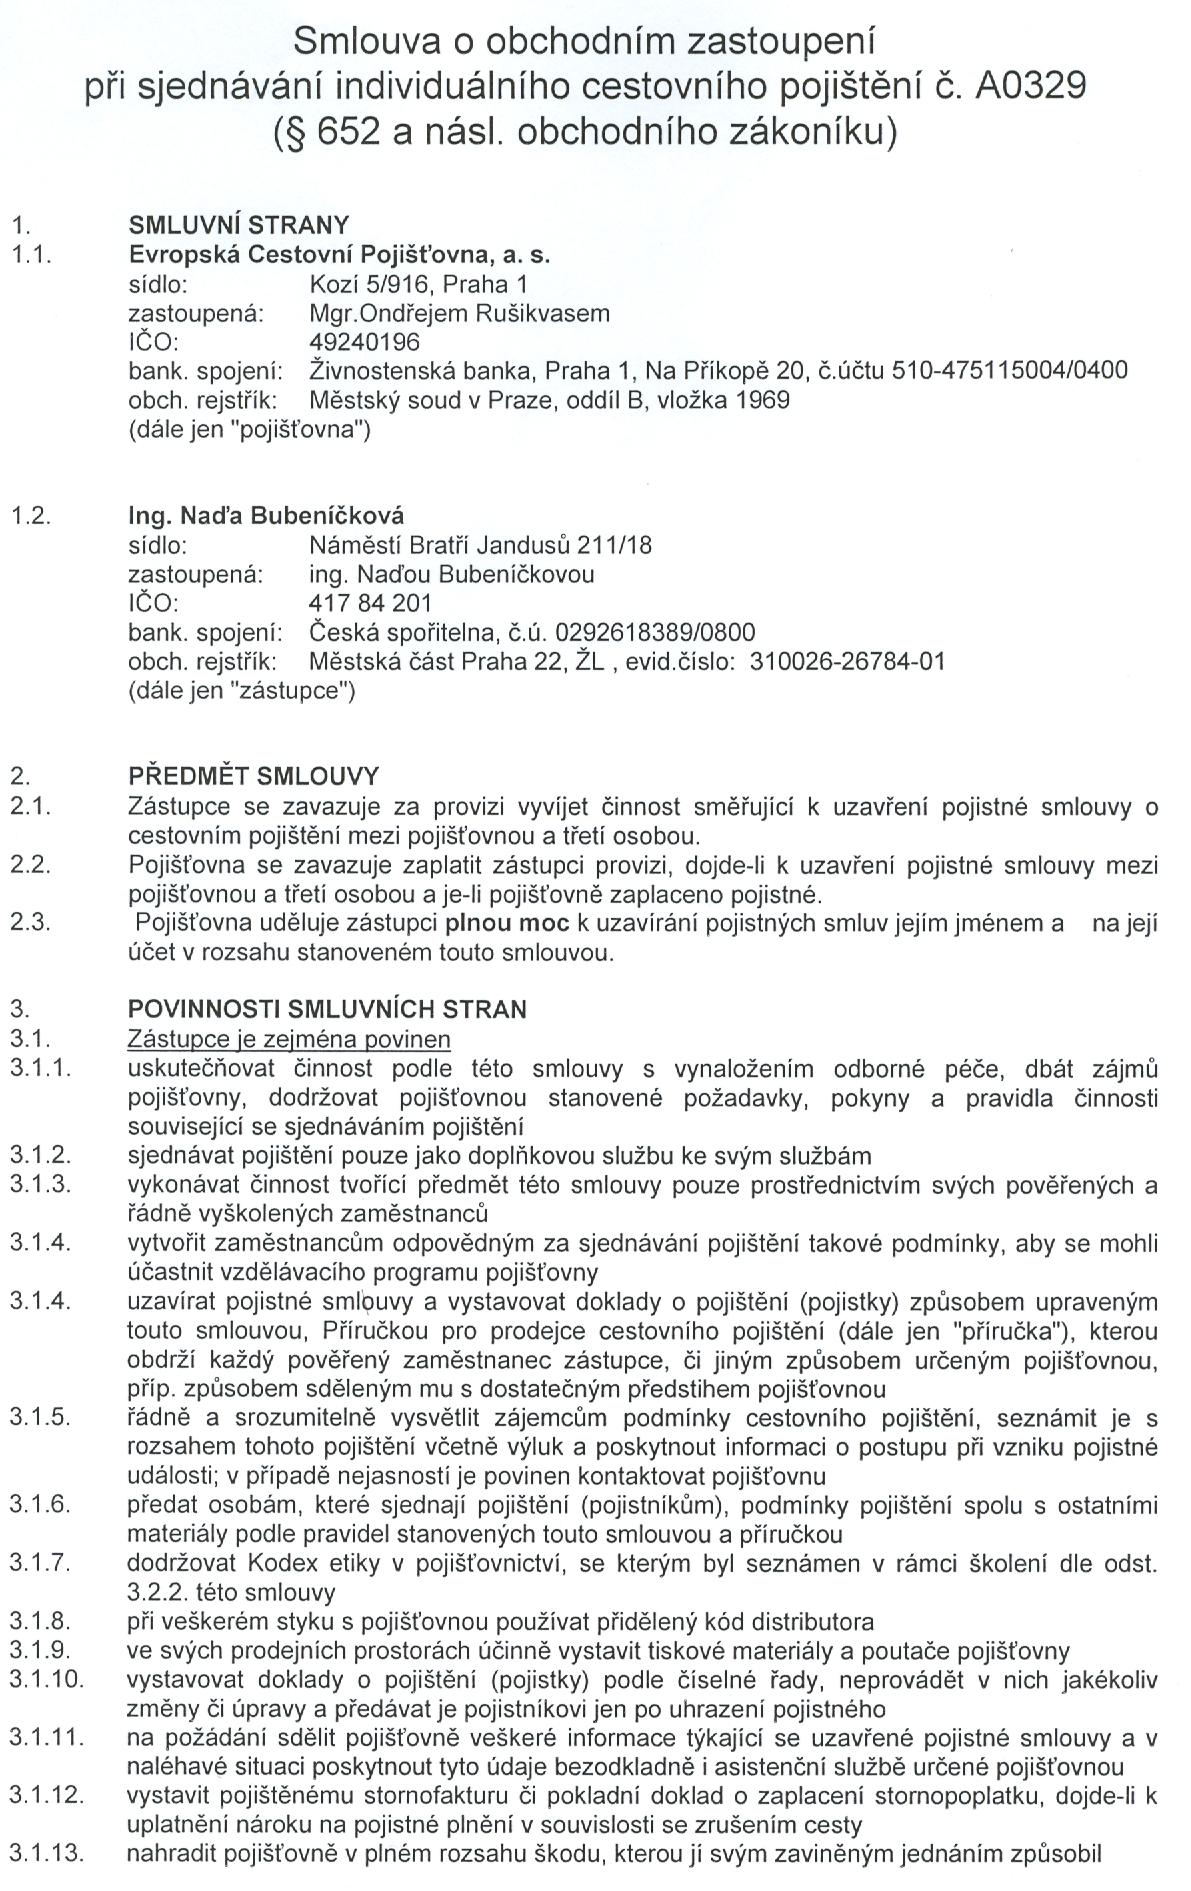 Smlouva o obchodním zastoupení
při sjednávání individuálního cestovního pojištění č. A0329
(§ 652 a násl. obchodního zákoníku)
1. SMLUVNÍ STRANY
1.1. Evropská Cestovní Pojišťovna, a. s.
sídlo: Kozí 5/916, Praha 1
zastoupená: Mgr.Ondřejem Rušikvasem
IČO: 49240196
bank. spojení: Živnostenská banka, Praha 1, Na Příkopě 20, č.účtu 510-475115004/0400
obch. rejstřík: Městský soud v Praze, oddíl B, vložka 1969
(dále jen "pojišťovna")
1.2. Ing. Naďa Bubeníčková
sídlo: Náměstí Bratří Jandusů 211/18
zastoupená: ing. Naďou Bubeníčkovou
IČO: 417 84 201
bank. spojení: Česká spořitelna, č.ú. 0292618389/0800
obch. rejstřík: Městská část Praha 22, ŽL , evid.číslo: 310026-26784-01
(dále jen "zástupce")
2. PŘEDMĚT SMLOUVY
2.1. Zástupce se zavazuje za provizi vyvíjet činnost směřující k uzavření pojistné smlouvy o
cestovním pojištění mezi pojišťovnou a třetí osobou.
2.2. Pojišťovna se zavazuje zaplatit zástupci provizi, dojde-li k uzavření pojistné smlouvy mezi
pojišťovnou a třetí osobou a je-li pojišťovně zaplaceno pojistné.
2.3. Pojišťovna uděluje zástupci plnou moc k uzavírání pojistných smluv jejím jménem a na její
účet v rozsahu stanoveném touto smlouvou.
3. POVINNOSTI SMLUVNÍCH STRAN
3.1. Zástupce je zejména povinen
3.1.1. uskutečňovat činnost podle této smlouvy s vynaložením odborné péče, dbát zájmů
pojišťovny, dodržovat pojišťovnou stanovené požadavky, pokyny a pravidla činnosti
související se sjednáváním pojištění
3.1.2. sjednávat pojištění pouze jako doplňkovou službu ke svým službám
3.1.3. vykonávat činnost tvořící předmět této smlouvy pouze prostřednictvím svých pověřených a
řádně vyškolených zaměstnanců
3.1.4. vytvořit zaměstnancům odpovědným za sjednávání pojištění takové podmínky, aby se mohli
účastnit vzdělávacího programu pojišťovny
3.1.4. uzavírat pojistné smlouvy a vystavovat doklady o pojištění (pojistky) způsobem upraveným
touto smlouvou, Příručkou pro prodejce cestovního pojištění (dále jen "příručka"), kterou
obdrží každý pověřený zaměstnanec zástupce, či jiným způsobem určeným pojišťovnou,
příp. způsobem sděleným mu s dostatečným předstihem pojišťovnou
3.1.5. řádně a srozumitelně vysvětlit zájemcům podmínky cestovního pojištění, seznámit je s
rozsahem tohoto pojištění včetně výluk a poskytnout informaci o postupu při vzniku pojistné
události; v případě nejasností je povinen kontaktovat pojišťovnu
3.1.6. předat osobám, které sjednají pojištění (pojistníkům), podmínky pojištění spolu s ostatními
materiály podle pravidel stanovených touto smlouvou a příručkou
3.1.7. dodržovat Kodex etiky v pojišťovnictví, se kterým byl seznámen v rámci školení dle odst.
3.2.2. této smlouvy
3.1.8. při veškerém styku s pojišťovnou používat přidělený kód distributora
3.1.9. ve svých prodejních prostorách účinně vystavit tiskové materiály a poutače pojišťovny
3.1.10. vystavovat doklady o pojištění (pojistky) podle číselné řady, neprovádět v nich jakékoliv
změny či úpravy a předávat je pojistníkovi jen po uhrazení pojistného
3.1.11. na požádání sdělit pojišťovně veškeré informace týkající se uzavřené pojistné smlouvy a v
naléhavé situaci poskytnout tyto údaje bezodkladně i asistenční službě určené pojišťovnou
3.1.12. vystavit pojištěnému stornofakturu či pokladní doklad o zaplacení stornopoplatku, dojde-li k
uplatnění nároku na pojistné plnění v souvislosti se zrušením cesty
3.1.13. nahradit pojišťovně v plném rozsahu škodu, kterou jí svým zaviněným jednáním způsobil